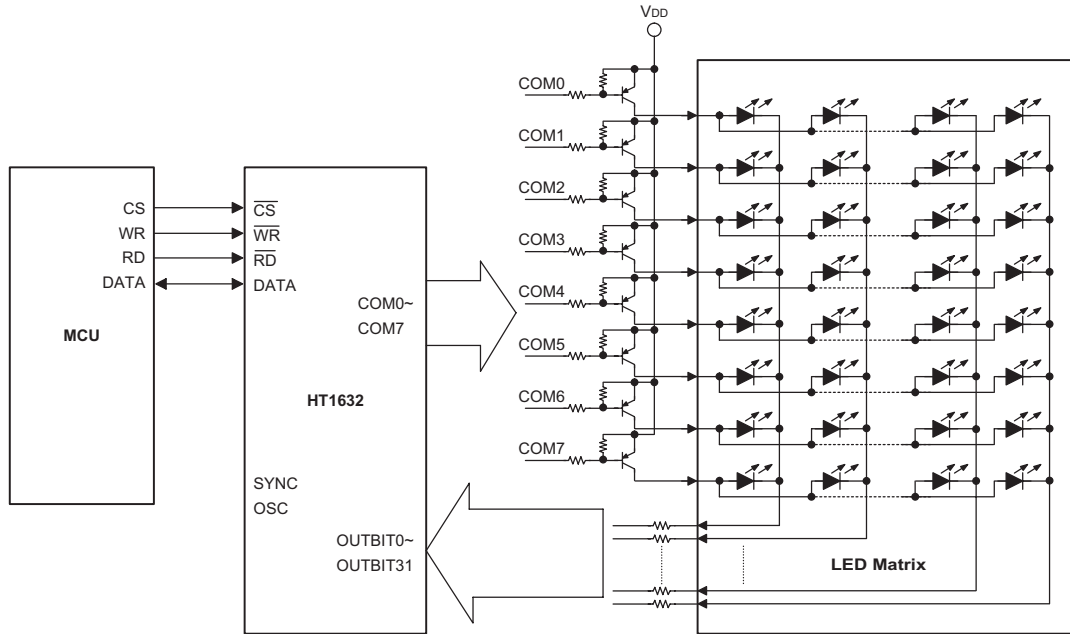 VDD
COM0
COM1
COM2
COM3
COM4
COM5
COM6
COM7
CS
WR
RD
DATA
MCU
CS
WR
RD
DATA
COM0~
COM7
HT1632
SYNC
OSC
OUTBIT0~
OUTBIT31
LED Matrix